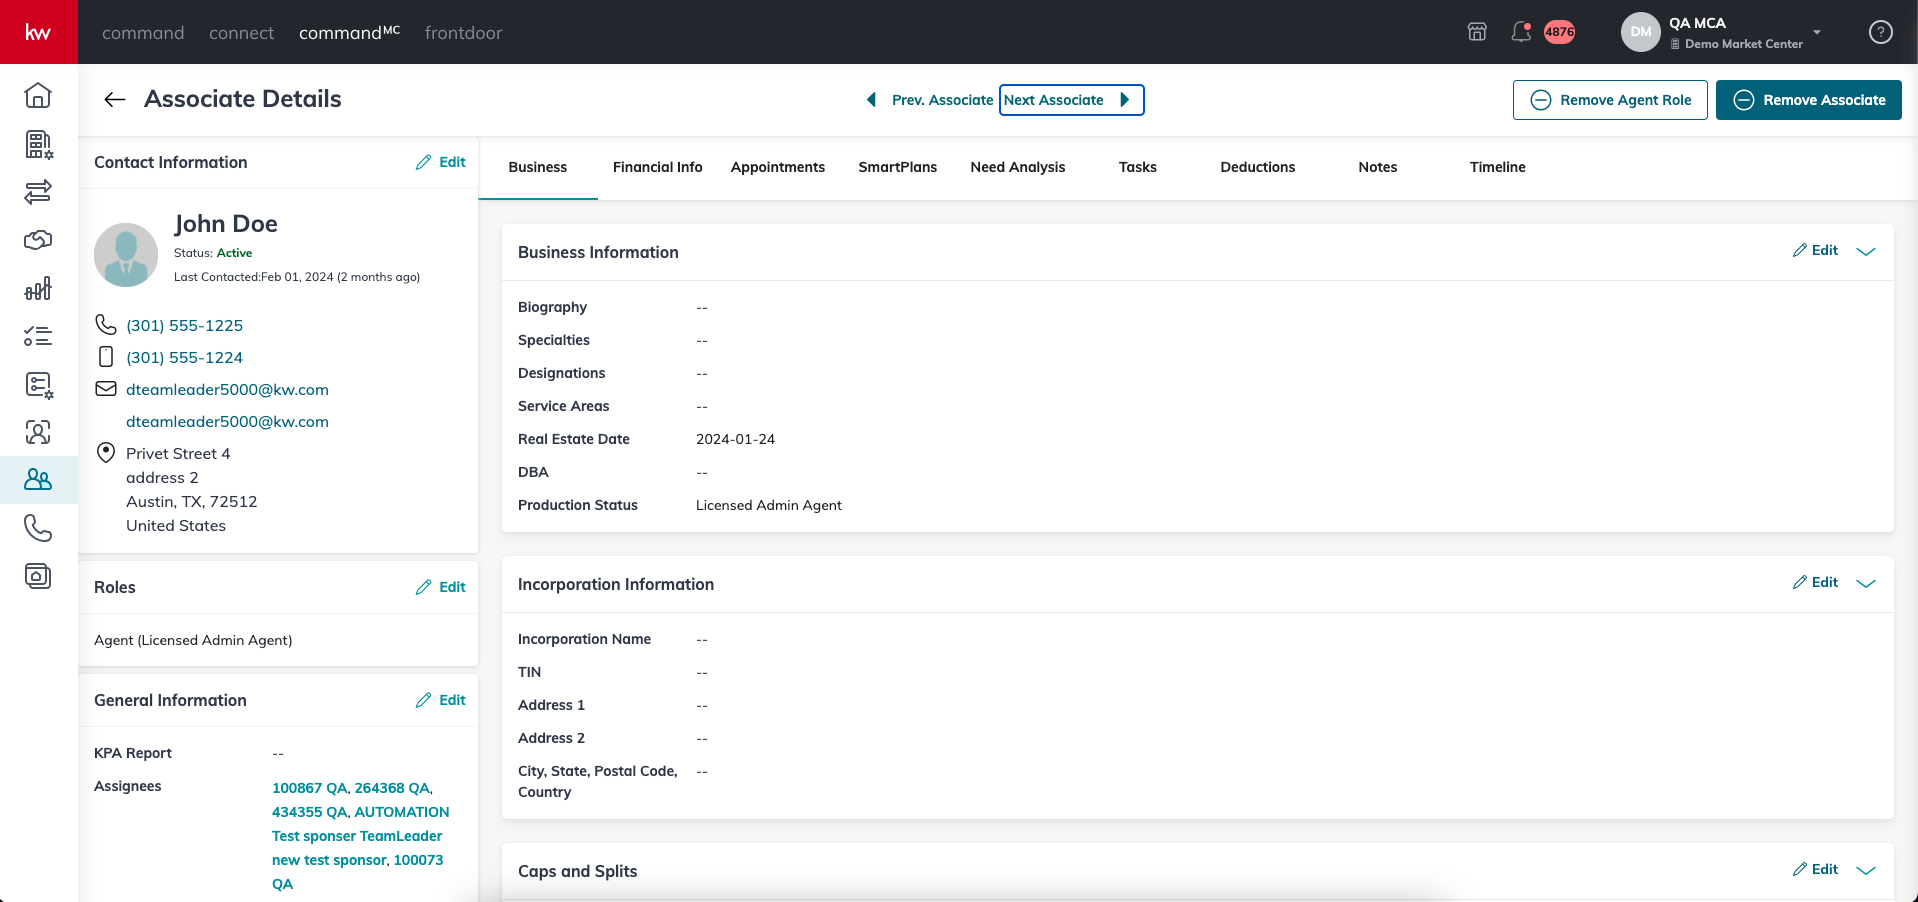 kw
command connect commandMC frontdoor
4876
DM
QA MCA
Demo Market Center
?
Associate Details
Prev. Associate
Next Associate
Remove Agent Role
Remove Associate
Contact Information
Edit
John Doe
Status: Active
Last Contacted:Feb 01, 2024 (2 months ago)
(301) 555-1225
(301) 555-1224
dteamleader5000@kw.com
dteamleader5000@kw.com
Privet Street 4
address 2
Austin, TX, 72512
United States
Roles
Edit
Agent (Licensed Admin Agent)
General Information
Edit
KPA Report --
Assignees
100867 QA, 264368 QA,
434355 QA, AUTOMATION
Test sponser TeamLeader
new test sponsor, 100073
QA
Business Financial Info Appointments SmartPlans Need Analysis Tasks Deductions Notes Timeline
Business Information
Edit
Biography --
Specialties --
Designations --
Service Areas --
Real Estate Date 2024-01-24
DBA --
Production Status Licensed Admin Agent
Incorporation Information
Edit
Incorporation Name --
TIN --
Address 1 --
Address 2 --
City, State, Postal Code, --
Country
Caps and Splits
Edit